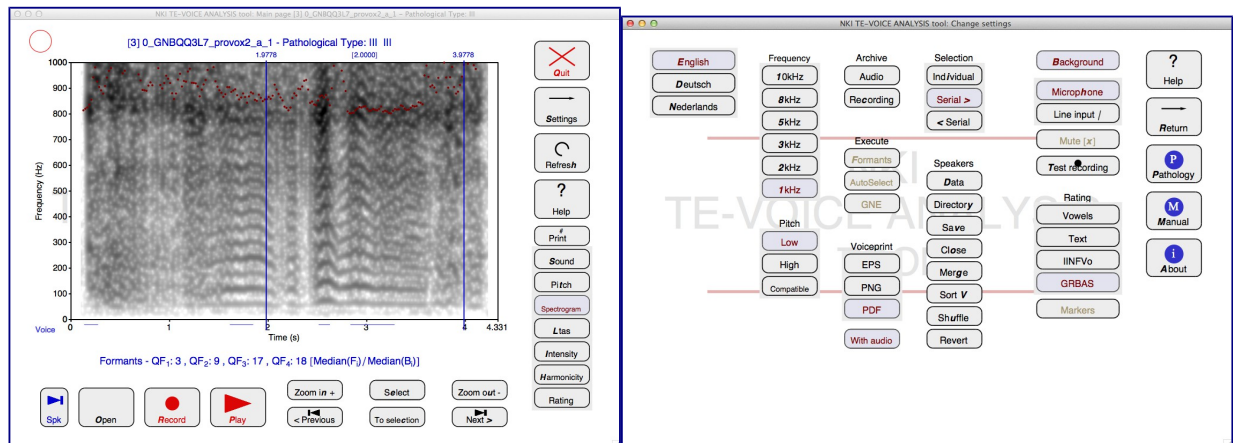 NKI TE-VOICE ANALYSIS tool: Main page [3] 0_GNBQQ3L7_provox2_a_1 - Pathological Type: III
[3] 0_GNBQQ3L7_provox2_a_1 - Pathological Type: III III
1.9778 [2.0000] 3.9778
1000
900
800
700
600
500
400
300
200
100
0
Frequency (Hz)
Voice
0 1 2 3 4 4.331
Time (s)
Formants - QF1: 3 , QF2: 9 , QF3: 17 , QF4: 18 [Median(Fi)/Median(Bi)]
Quit
Settings
Refresh
?
Help
#
Print
Sound
Pitch
Spectrogram
Ltas
Intensity
Harmonicity
Rating
Spk
Open
Record
Play
Zoom in +
Select
Zoom out -
< Previous
To selection
Next >
NKI TE-VOICE ANALYSIS tool: Change settings
English
Deutsch
Nederlands
Frequency
10kHz
8kHz
5kHz
3kHz
2kHz
1kHz
Pitch
Low
High
Compatible
Archive
Audio
Recording
Execute
Formants
AutoSelect
GNE
Voiceprint
EPS
PNG
PDF
With audio
Selection
Individual
Serial >
< Serial
Speakers
Data
Directory
Save
Close
Merge
Sort V
Shuffle
Revert
Background
Microphone
Line input /
Mute [x]
Test recording
Rating
Vowels
Text
IINFVo
GRBAS
Markers
?
Help
Return
P
Pathology
M
Manual
i
About
NKI
TE-VOICE ANALYSIS